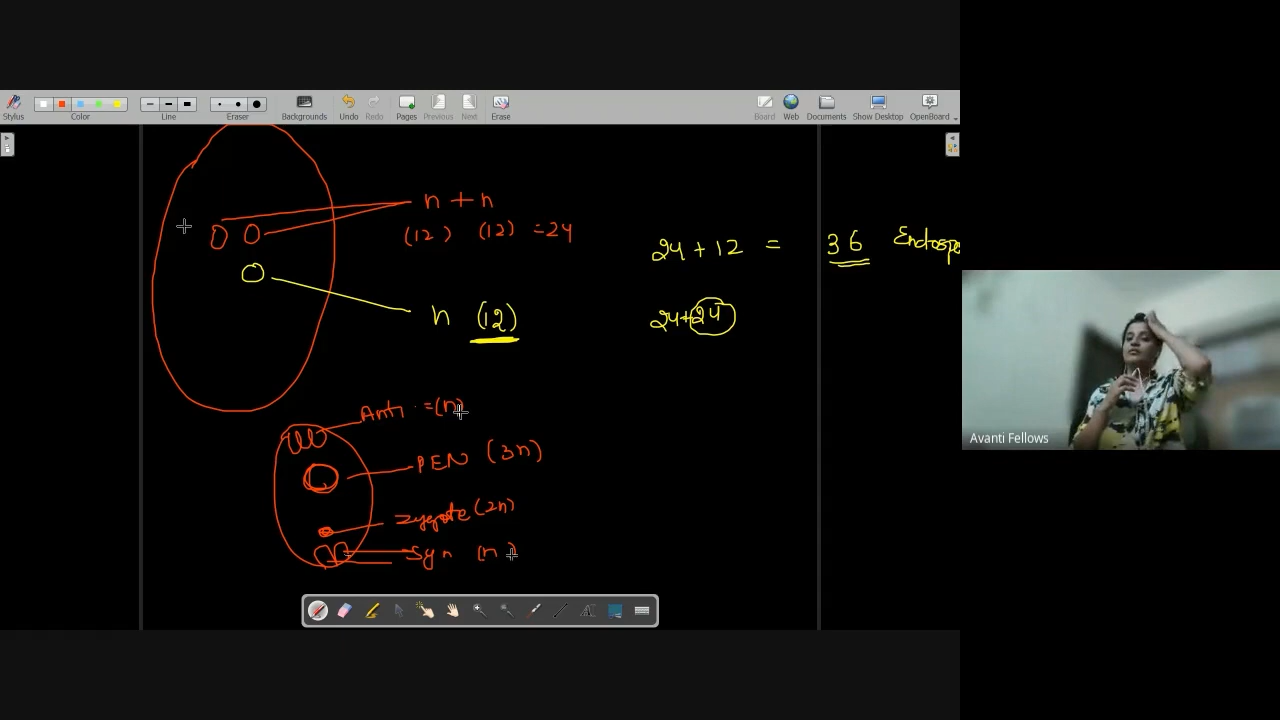 Stylus
Color
Line
Eraser
Backgrounds
Undo
Redo
Pages
Previous
Next
Erase
Board
Web
Documents
Show Desktop
OpenBoard
n + n
(12) (12) =24
24 + 12 = 36 Endospe
n (12)
24+24
Anti =(n)
PEN (3n)
Zygote (2n)
Syn (n)
Avanti Fellows